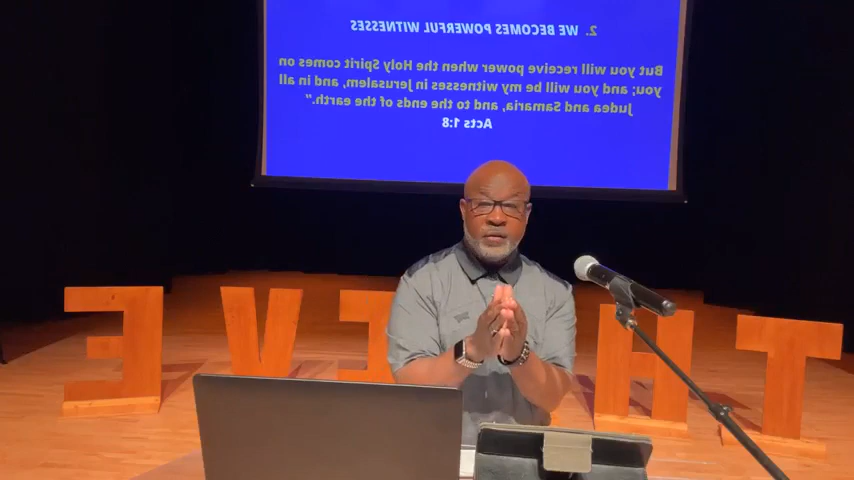 2. WE BECOMES POWERFUL WITNESSES
But you will receive power when the Holy Spirit comes on
you; and you will be my witnesses in Jerusalem, and in all
Judea and Samaria, and to the ends of the earth.”
Acts 1:8
TH IVE